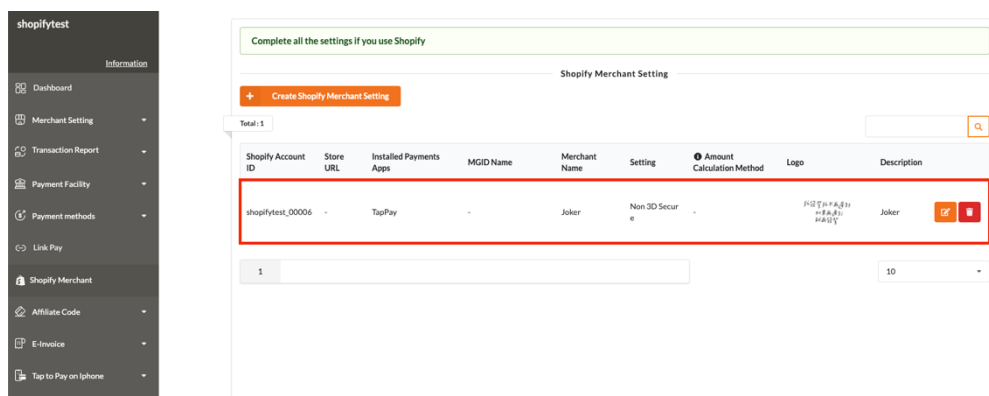 shopifytest
Information
Dashboard
Merchant Setting
Transaction Report
Payment Facility
Payment methods
Link Pay
Shopify Merchant
Affiliate Code
E-Invoice
Tap to Pay on Iphone
Complete all the settings if you use Shopify
Shopify Merchant Setting
+ Create Shopify Merchant Setting
Total : 1
Shopify Account ID Store URL Installed Payments Apps MGID Name Merchant Name Setting Amount Calculation Method Logo Description
shopifytest_00006 - TapPay - Joker Non 3D Secur
e - Joker
1
10